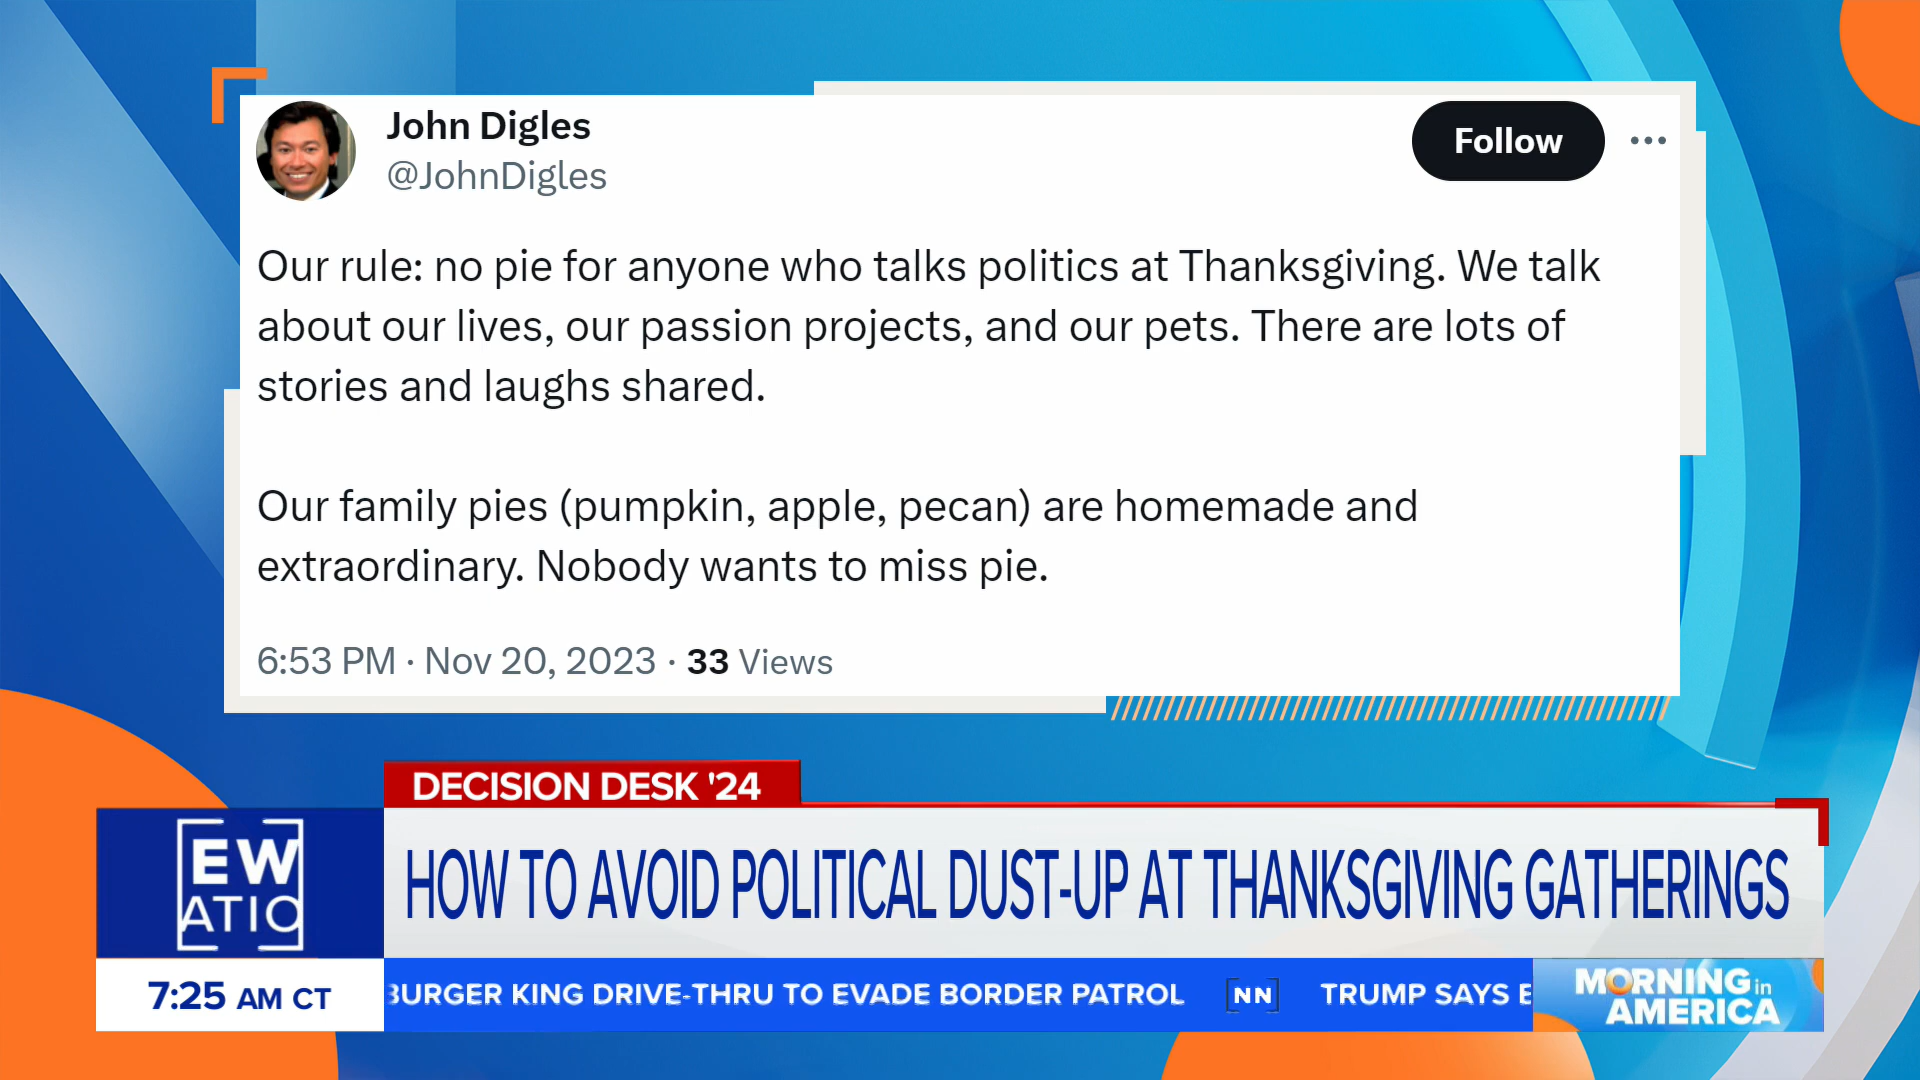 John Digles
@JohnDigles
Follow
Our rule: no pie for anyone who talks politics at Thanksgiving. We talk
about our lives, our passion projects, and our pets. There are lots of
stories and laughs shared.
Our family pies (pumpkin, apple, pecan) are homemade and
extraordinary. Nobody wants to miss pie.
6:53 PM · Nov 20, 2023 · 33 Views
DECISION DESK '24
EW
ATIO
HOW TO AVOID POLITICAL DUST-UP AT THANKSGIVING GATHERINGS
7:25 AM CT
BURGER KING DRIVE-THRU TO EVADE BORDER PATROL NN TRUMP SAYS E
MORNING in
AMERICA